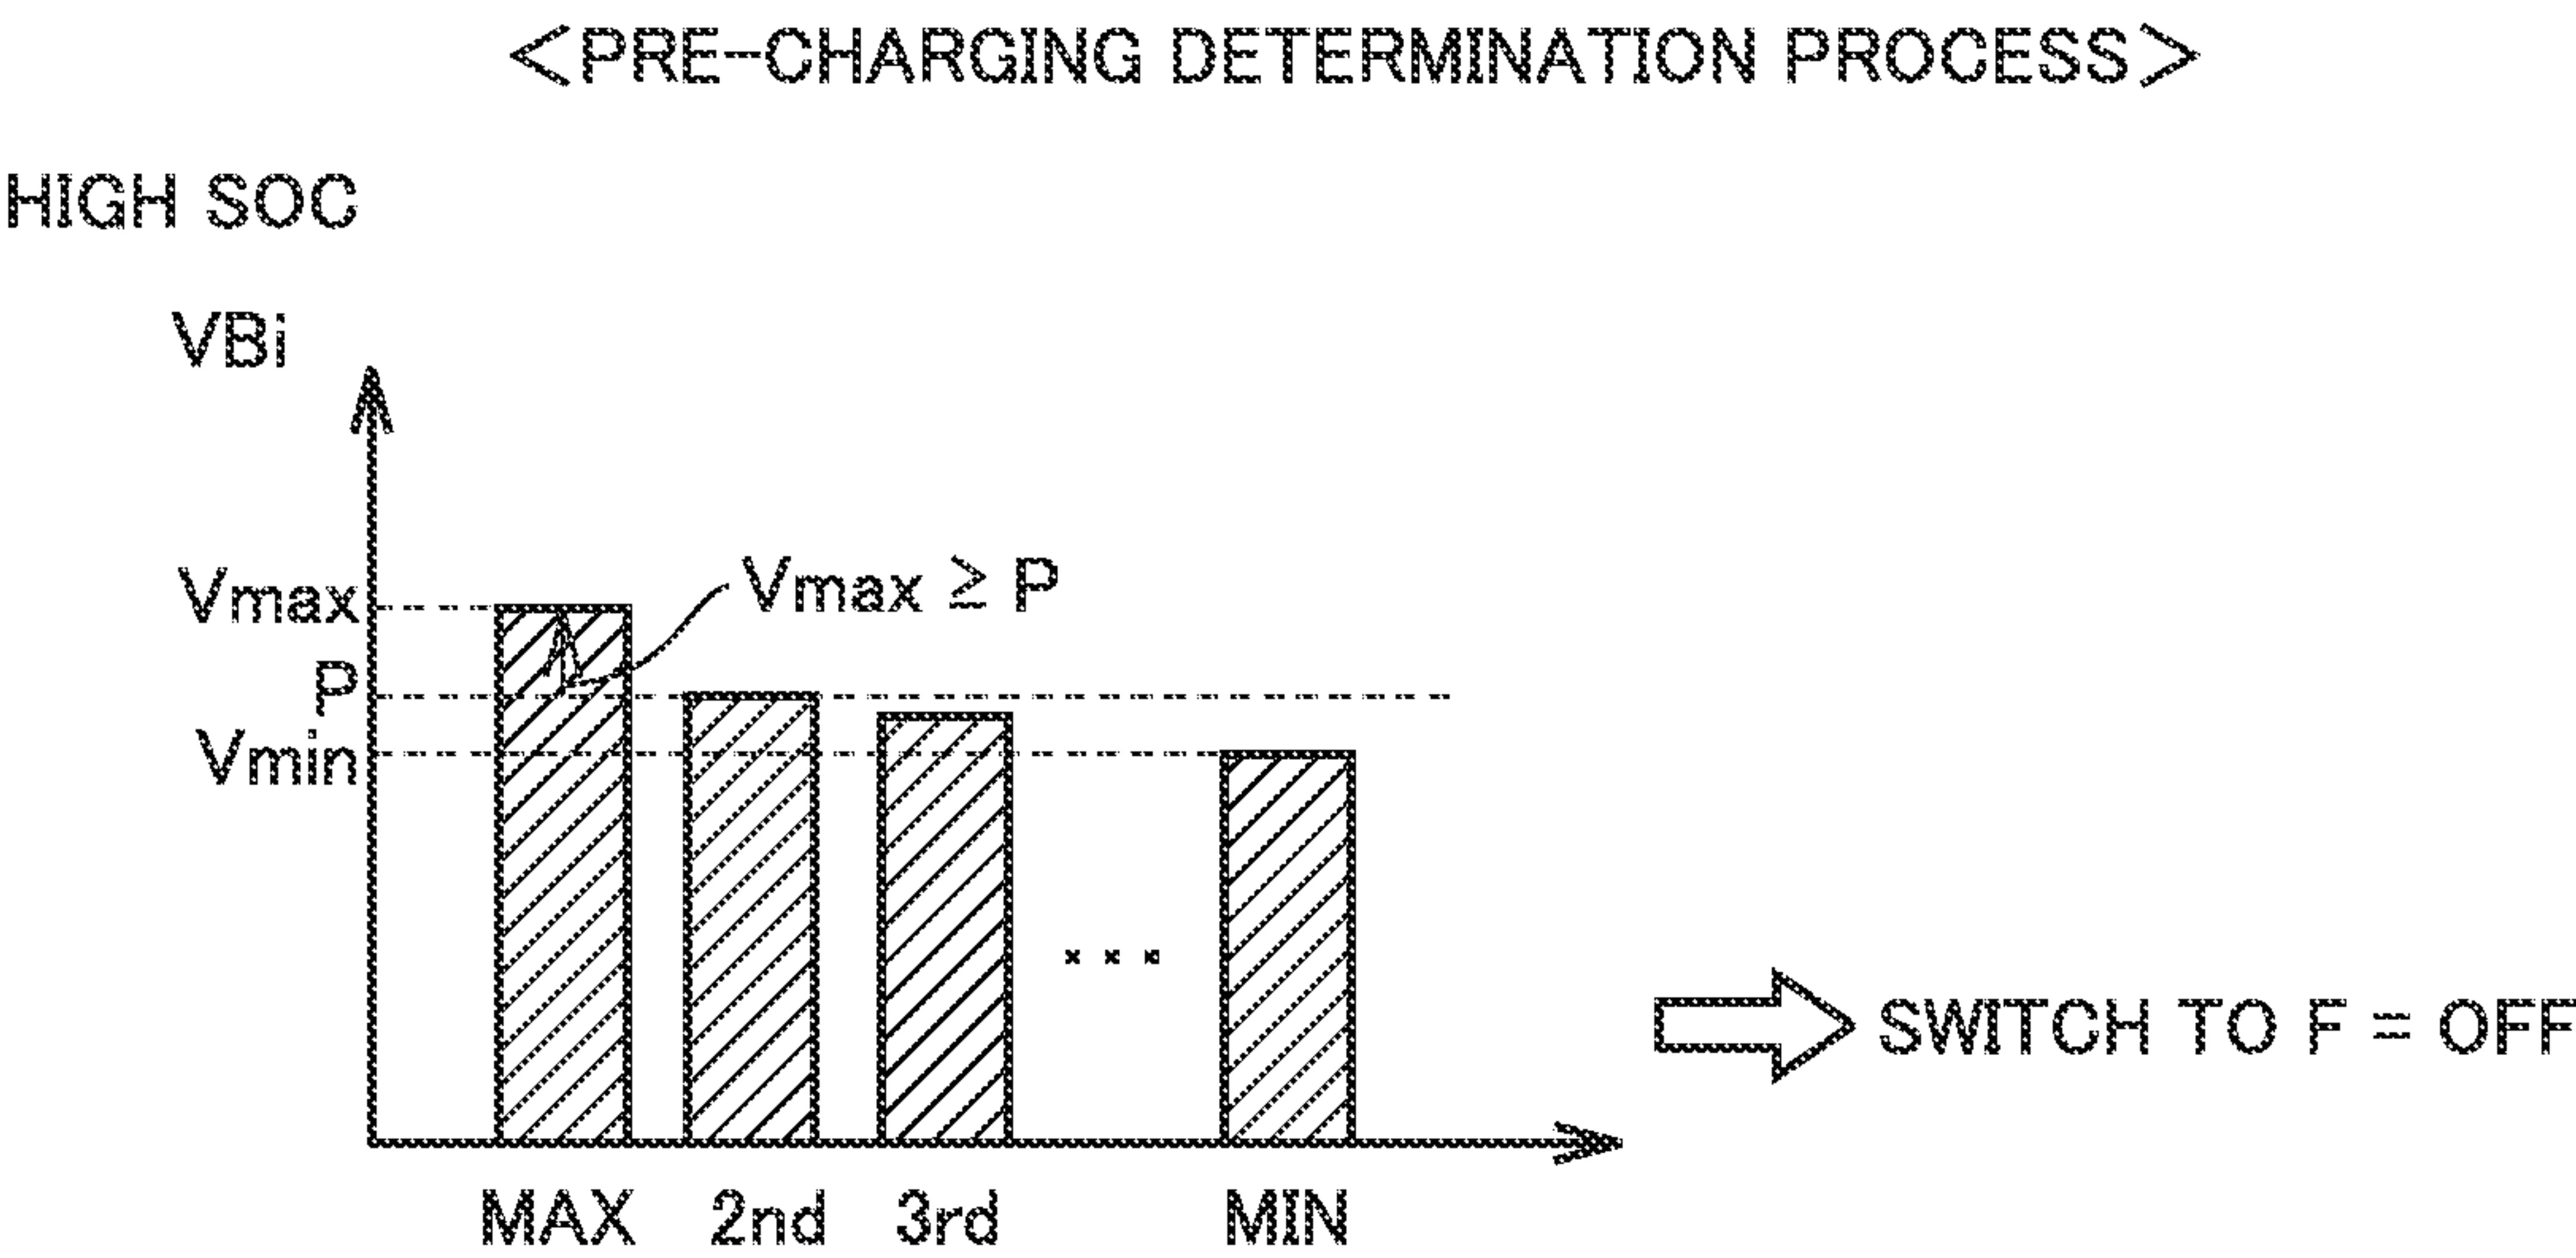 <PRE-CHARGING DETERMINATION PROCESS>
HIGH SOC
VBi
Vmax
Vmax ≥ P
P
Vmin
...
SWITCH TO F = OFF
MAX 2nd 3rd MIN